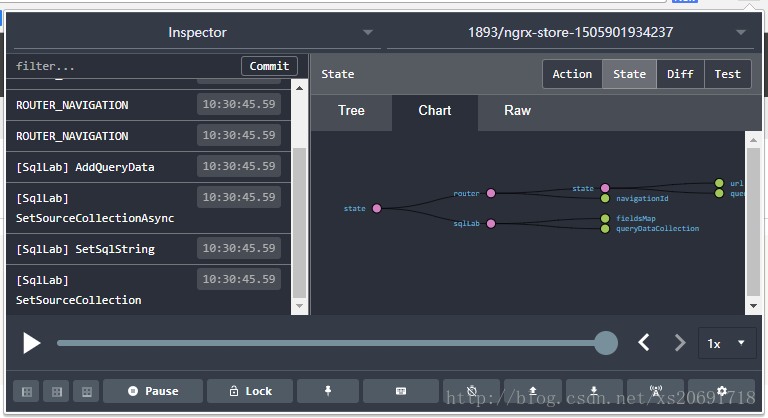 Inspector
1893/ngrx-store-1505901934237
filter...
Commit
ROUTER_NAVIGATION 10:30:45.59
ROUTER_NAVIGATION 10:30:45.59
[SqlLab] AddQueryData 10:30:45.59
[SqlLab] 10:30:45.59
SetSourceCollectionAsync
[SqlLab] SetSqlString 10:30:45.59
[SqlLab] 10:30:45.59
SetSourceCollection
State
Action State Diff Test
Tree Chart Raw
state
router
sqlLab
state
navigationId
fieldsMap
queryDataCollection
url
1x
Pause
Lock
http://blog.csdn.net/xs20691718